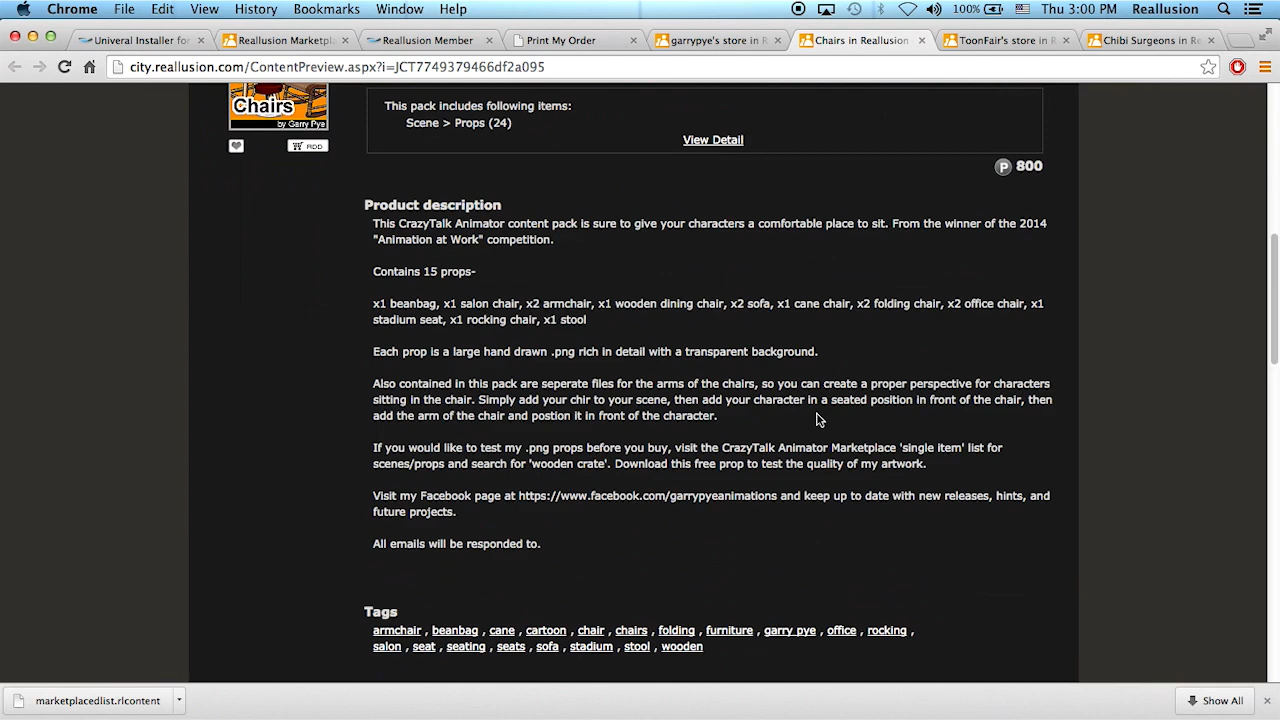 Chrome File Edit View History Bookmarks Window Help 100% Thu 3:00 PM Reallusion
Univeral Installer for Reallusion Marketpla Reallusion Member Print My Order garrypye's store in R Chairs in Reallusion ToonFair's store in R Chibi Surgeons in Re
city.reallusion.com/ContentPreview.aspx?i=JCT7749379466df2a095
Chairs
by Garry Pye
ADD
This pack includes following items:
Scene > Props (24)
View Detail
P 800
Product description
This CrazyTalk Animator content pack is sure to give your characters a comfortable place to sit. From the winner of the 2014
"Animation at Work" competition.
Contains 15 props-
x1 beanbag, x1 salon chair, x2 armchair, x1 wooden dining chair, x2 sofa, x1 cane chair, x2 folding chair, x2 office chair, x1
stadium seat, x1 rocking chair, x1 stool
Each prop is a large hand drawn .png rich in detail with a transparent background.
Also contained in this pack are seperate files for the arms of the chairs, so you can create a proper perspective for characters
sitting in the chair. Simply add your chir to your scene, then add your character in a seated position in front of the chair, then
add the arm of the chair and postion it in front of the character.
If you would like to test my .png props before you buy, visit the CrazyTalk Animator Marketplace 'single item' list for
scenes/props and search for 'wooden crate'. Download this free prop to test the quality of my artwork.
Visit my Facebook page at https://www.facebook.com/garrypyeanimations and keep up to date with new releases, hints, and
future projects.
All emails will be responded to.
Tags
armchair , beanbag , cane , cartoon , chair , chairs , folding , furniture , garry pye , office , rocking ,
salon , seat , seating , seats , sofa , stadium , stool , wooden
marketplacedlist.rlcontent Show All